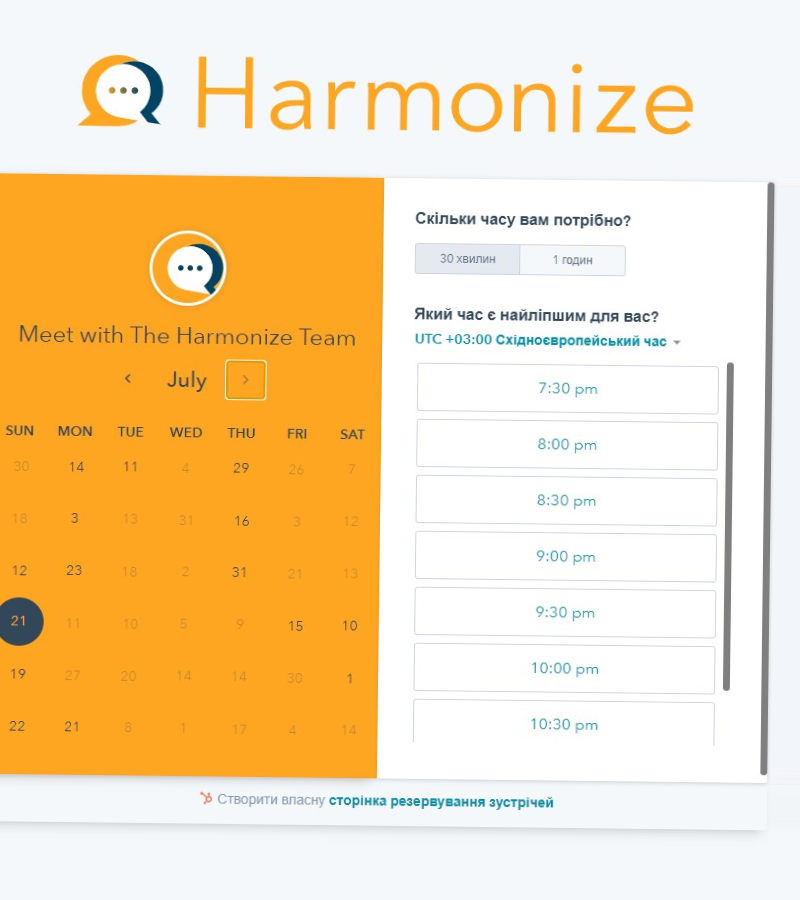 Harmonize
Meet with The Harmonize Team
July
SUN MON TUE WED THU FRI SAT
30 14 11 4 29 26 7
18 3 13 31 16 3 12
12 23 18 2 31 21 13
21 11 10 5 9 15 10
19 27 20 14 14 30 1
22 21 8 1 17 4 14
Скільки часу вам потрібно?
30 хвилин 1 годин
Який час є найліпшим для вас?
UTC +03:00 Східноєвропейський час
7:30 pm
8:00 pm
8:30 pm
9:00 pm
9:30 pm
10:00 pm
10:30 pm
Створити власну сторінка резервування зустрічей